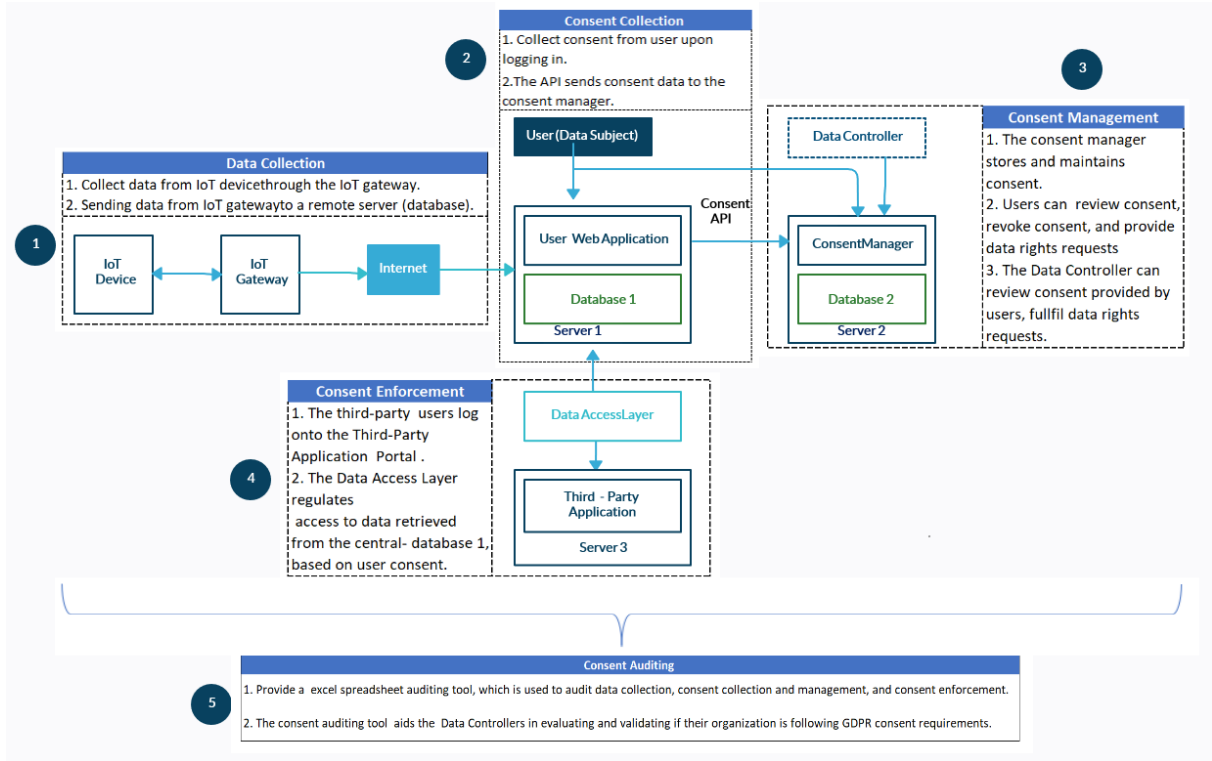 Consent Collection
1. Collect consent from user upon
logging in.
2.The API sends consent data to the
consent manager.
2
3
User (Data Subject)
Data Controller
Consent Management
1. The consent manager
stores and maintains
consent.
2. Users can review consent,
revoke consent, and provide
data rights requests
3. The Data Controller can
review consent provided by
users, fullfil data rights
requests.
Data Collection
1. Collect data from IoT devicethrough the IoT gateway.
2. Sending data from IoT gatewayto a remote server (database).
1
IoT
Device
IoT
Gateway
Internet
User Web Application
Database 1
Server 1
Consent
API
ConsentManager
Database 2
Server 2
Consent Enforcement
1. The third-party users log
onto the Third-Party
Application Portal .
2. The Data Access Layer
regulates
access to data retrieved
from the central- database 1,
based on user consent.
4
Data AccessLayer
Third - Party
Application
Server 3
Consent Auditing
1. Provide a excel spreadsheet auditing tool, which is used to audit data collection, consent collection and management, and consent enforcement.
2. The consent auditing tool aids the Data Controllers in evaluating and validating if their organization is following GDPR consent requirements.
5